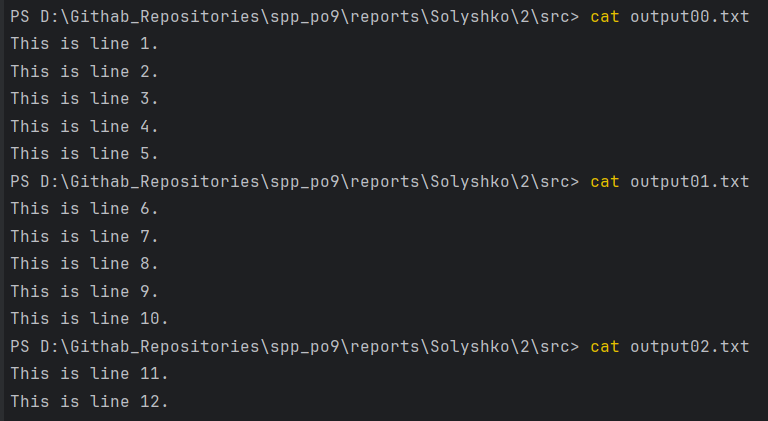 PS D:\Githab_Repositories\spp_po9\reports\Solyshko\2\src> cat output00.txt
This is line 1.
This is line 2.
This is line 3.
This is line 4.
This is line 5.
PS D:\Githab_Repositories\spp_po9\reports\Solyshko\2\src> cat output01.txt
This is line 6.
This is line 7.
This is line 8.
This is line 9.
This is line 10.
PS D:\Githab_Repositories\spp_po9\reports\Solyshko\2\src> cat output02.txt
This is line 11.
This is line 12.